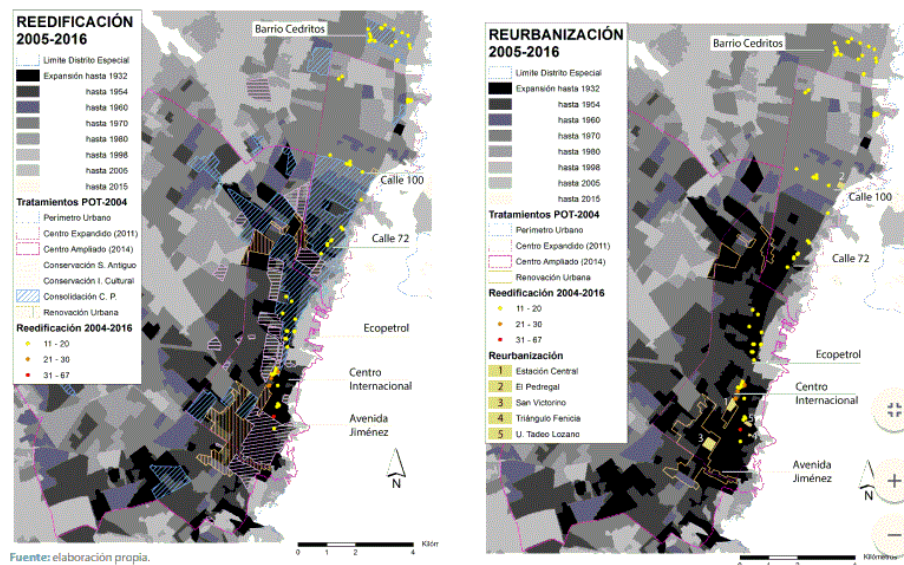 REEDIFICACIÓN
2005-2016
Limite Distrito Especial
Expansión hasta 1932
hasta 1954
hasta 1960
hasta 1970
hasta 1980
hasta 1998
hasta 2005
hasta 2015
Tratamientos POT-2004
Perimetro Urbano
Centro Expandido (2011)
Centro Ampliado (2014)
Conservación S. Antiguo
Conservación I. Cultural
Consolidación C. P.
Renovación Urbana
Reedificación 2004-2016
11 - 20
21 - 30
31 - 67
Barrio Cedritos
Calle 100
Calle 72
Ecopetrol
Centro
Internacional
Avenida
Jiménez
N
0 2 4
Fuente: elaboración propia.
REURBANIZACIÓN
2005-2016
Limite Distrito Especial
Expansión hasta 1932
hasta 1954
hasta 1960
hasta 1970
hasta 1980
hasta 1998
hasta 2005
hasta 2015
Tratamientos POT-2004
Perimetro Urbano
Centro Expandido (2011)
Centro Ampliado (2014)
Renovación Urbana
Reedificación 2004-2016
11 - 20
21 - 30
31 - 67
Reurbanización
1 Estación Central
2 El Pedregal
3 San Victorino
4 Triángulo Fenicia
5 U. Tadeo Lozano
Barrio Cedritos
2
Calle 100
Calle 72
Ecopetrol
Centro
Internacional
1
5
4
3
Avenida
Jiménez
N